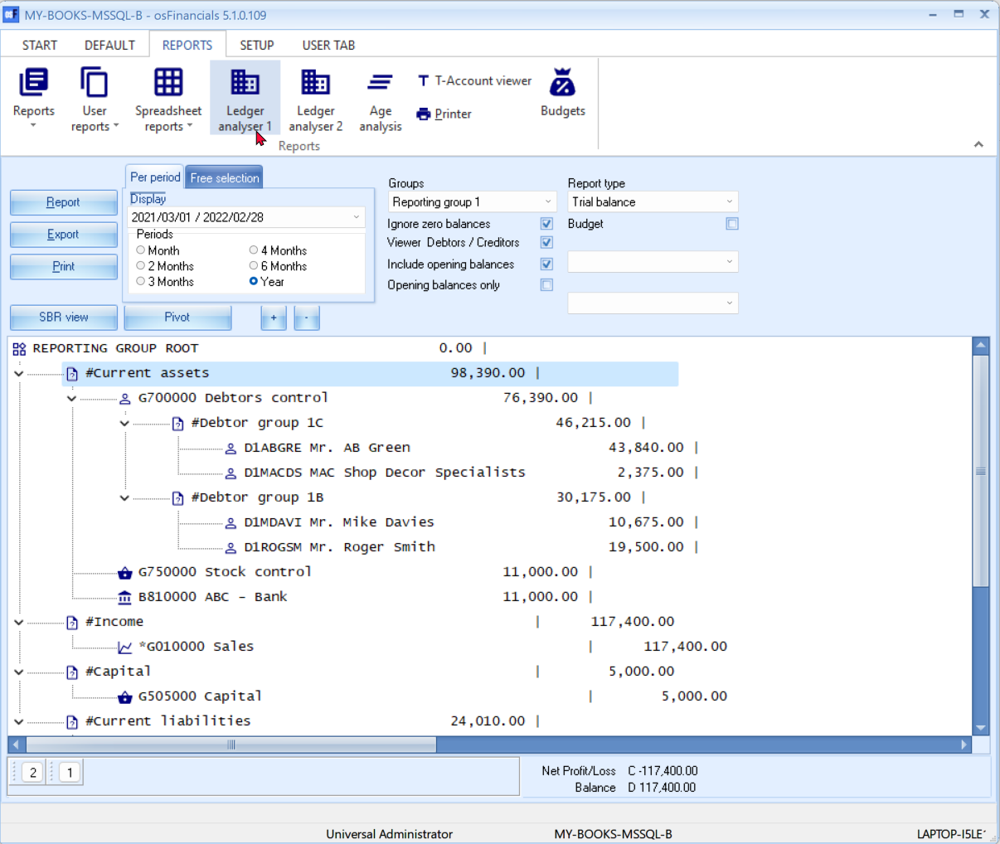 MY-BOOKS-MSSQL-B - osFinancials 5.1.0.109
START DEFAULT REPORTS SETUP USER TAB
Reports
User reports
Spreadsheet reports
Ledger analyser 1
Ledger analyser 2
Age analysis
T T-Account viewer
Printer
Budgets
Reports
Report
Export
Print
SBR view
Per period Free selection
Display
2021/03/01 / 2022/02/28
Periods
Month 4 Months
2 Months 6 Months
3 Months Year
Pivot + -
Groups
Reporting group 1
Ignore zero balances
Viewer Debtors / Creditors
Include opening balances
Opening balances only
Report type
Trial balance
Budget
REPORTING GROUP ROOT 0.00 |
#Current assets 98,390.00 |
G700000 Debtors control 76,390.00 |
#Debtor group 1C 46,215.00 |
D1ABGRE Mr. AB Green 43,840.00 |
D1MACDS MAC Shop Decor Specialists 2,375.00 |
#Debtor group 1B 30,175.00 |
D1MDAVI Mr. Mike Davies 10,675.00 |
D1ROGSM Mr. Roger Smith 19,500.00 |
G750000 Stock control 11,000.00 |
B810000 ABC - Bank 11,000.00 |
#Income | 117,400.00
*G010000 Sales | 117,400.00
#Capital | 5,000.00
G505000 Capital | 5,000.00
#Current liabilities 24,010.00 |
2 1
Net Profit/Loss C -117,400.00
Balance D 117,400.00
Universal Administrator MY-BOOKS-MSSQL-B LAPTOP-I5LE